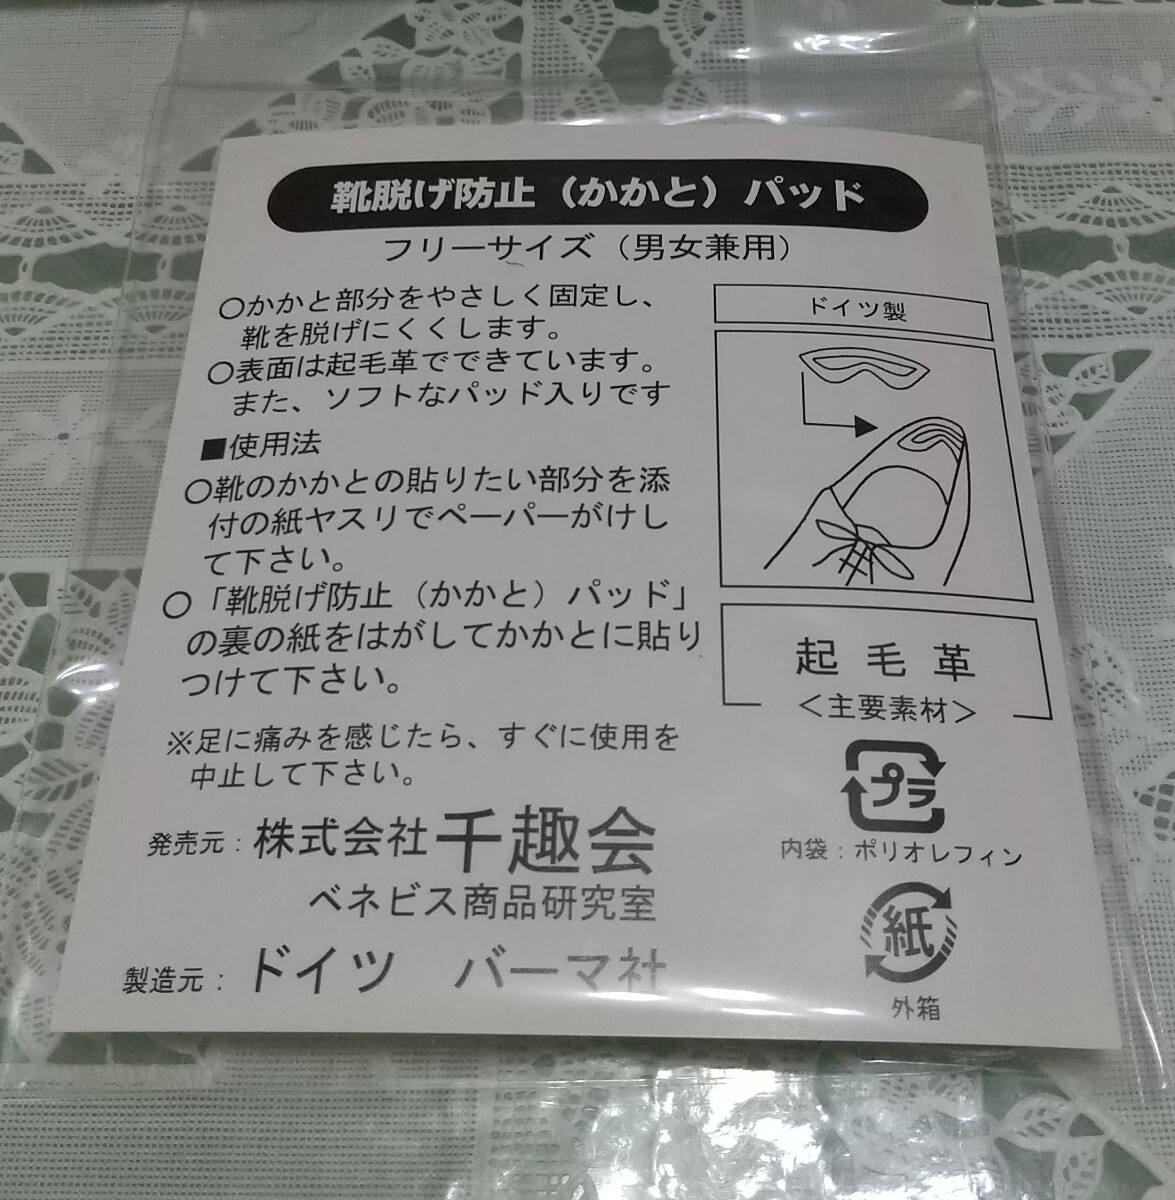 靴脱げ防止（かかと）パッド
フリーサイズ（男女兼用）
○かかと部分をやさしく固定し、
靴を脱げにくくします。
○表面は起毛革でできています。
また、ソフトなパッド入りです
■使用法
○靴のかかとの貼りたい部分を添
付の紙ヤスリでペーパーがけし
て下さい。
○「靴脱げ防止（かかと）パッド」
の裏の紙をはがしてかかとに貼り
つけて下さい。
※足に痛みを感じたら、すぐに使用を
中止して下さい。
発売元：株式会社千趣会
ベネビス商品研究室
製造元：ドイツ　バーマ社
ドイツ製
起毛革
＜主要素材＞
プラ
内袋：ポリオレフィン
紙
外箱